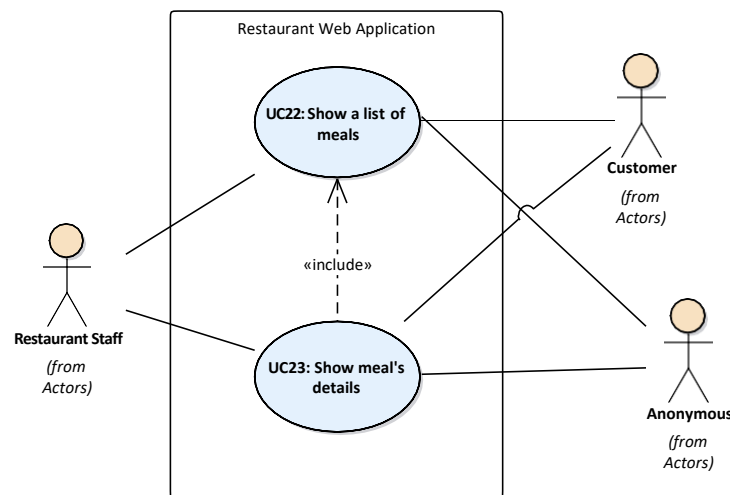 Restaurant Web Application
UC22: Show a list of
meals
Customer
(from
Actors)
«include»
Restaurant Staff
(from
Actors)
UC23: Show meal's
details
Anonymous
(from
Actors)